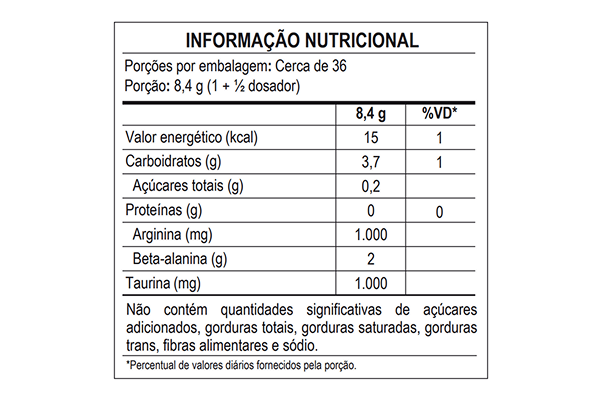 INFORMAÇÃO NUTRICIONAL
Porções por embalagem: Cerca de 36
Porção: 8,4 g (1 + ½ dosador)
8,4 g %VD*
Valor energético (kcal) 15 1
Carboidratos (g) 3,7 1
Açúcares totais (g) 0,2
Proteínas (g) 0 0
Arginina (mg) 1.000
Beta-alanina (g) 2
Taurina (mg) 1.000
Não contém quantidades significativas de açúcares
adicionados, gorduras totais, gorduras saturadas, gorduras
trans, fibras alimentares e sódio.
*Percentual de valores diários fornecidos pela porção.